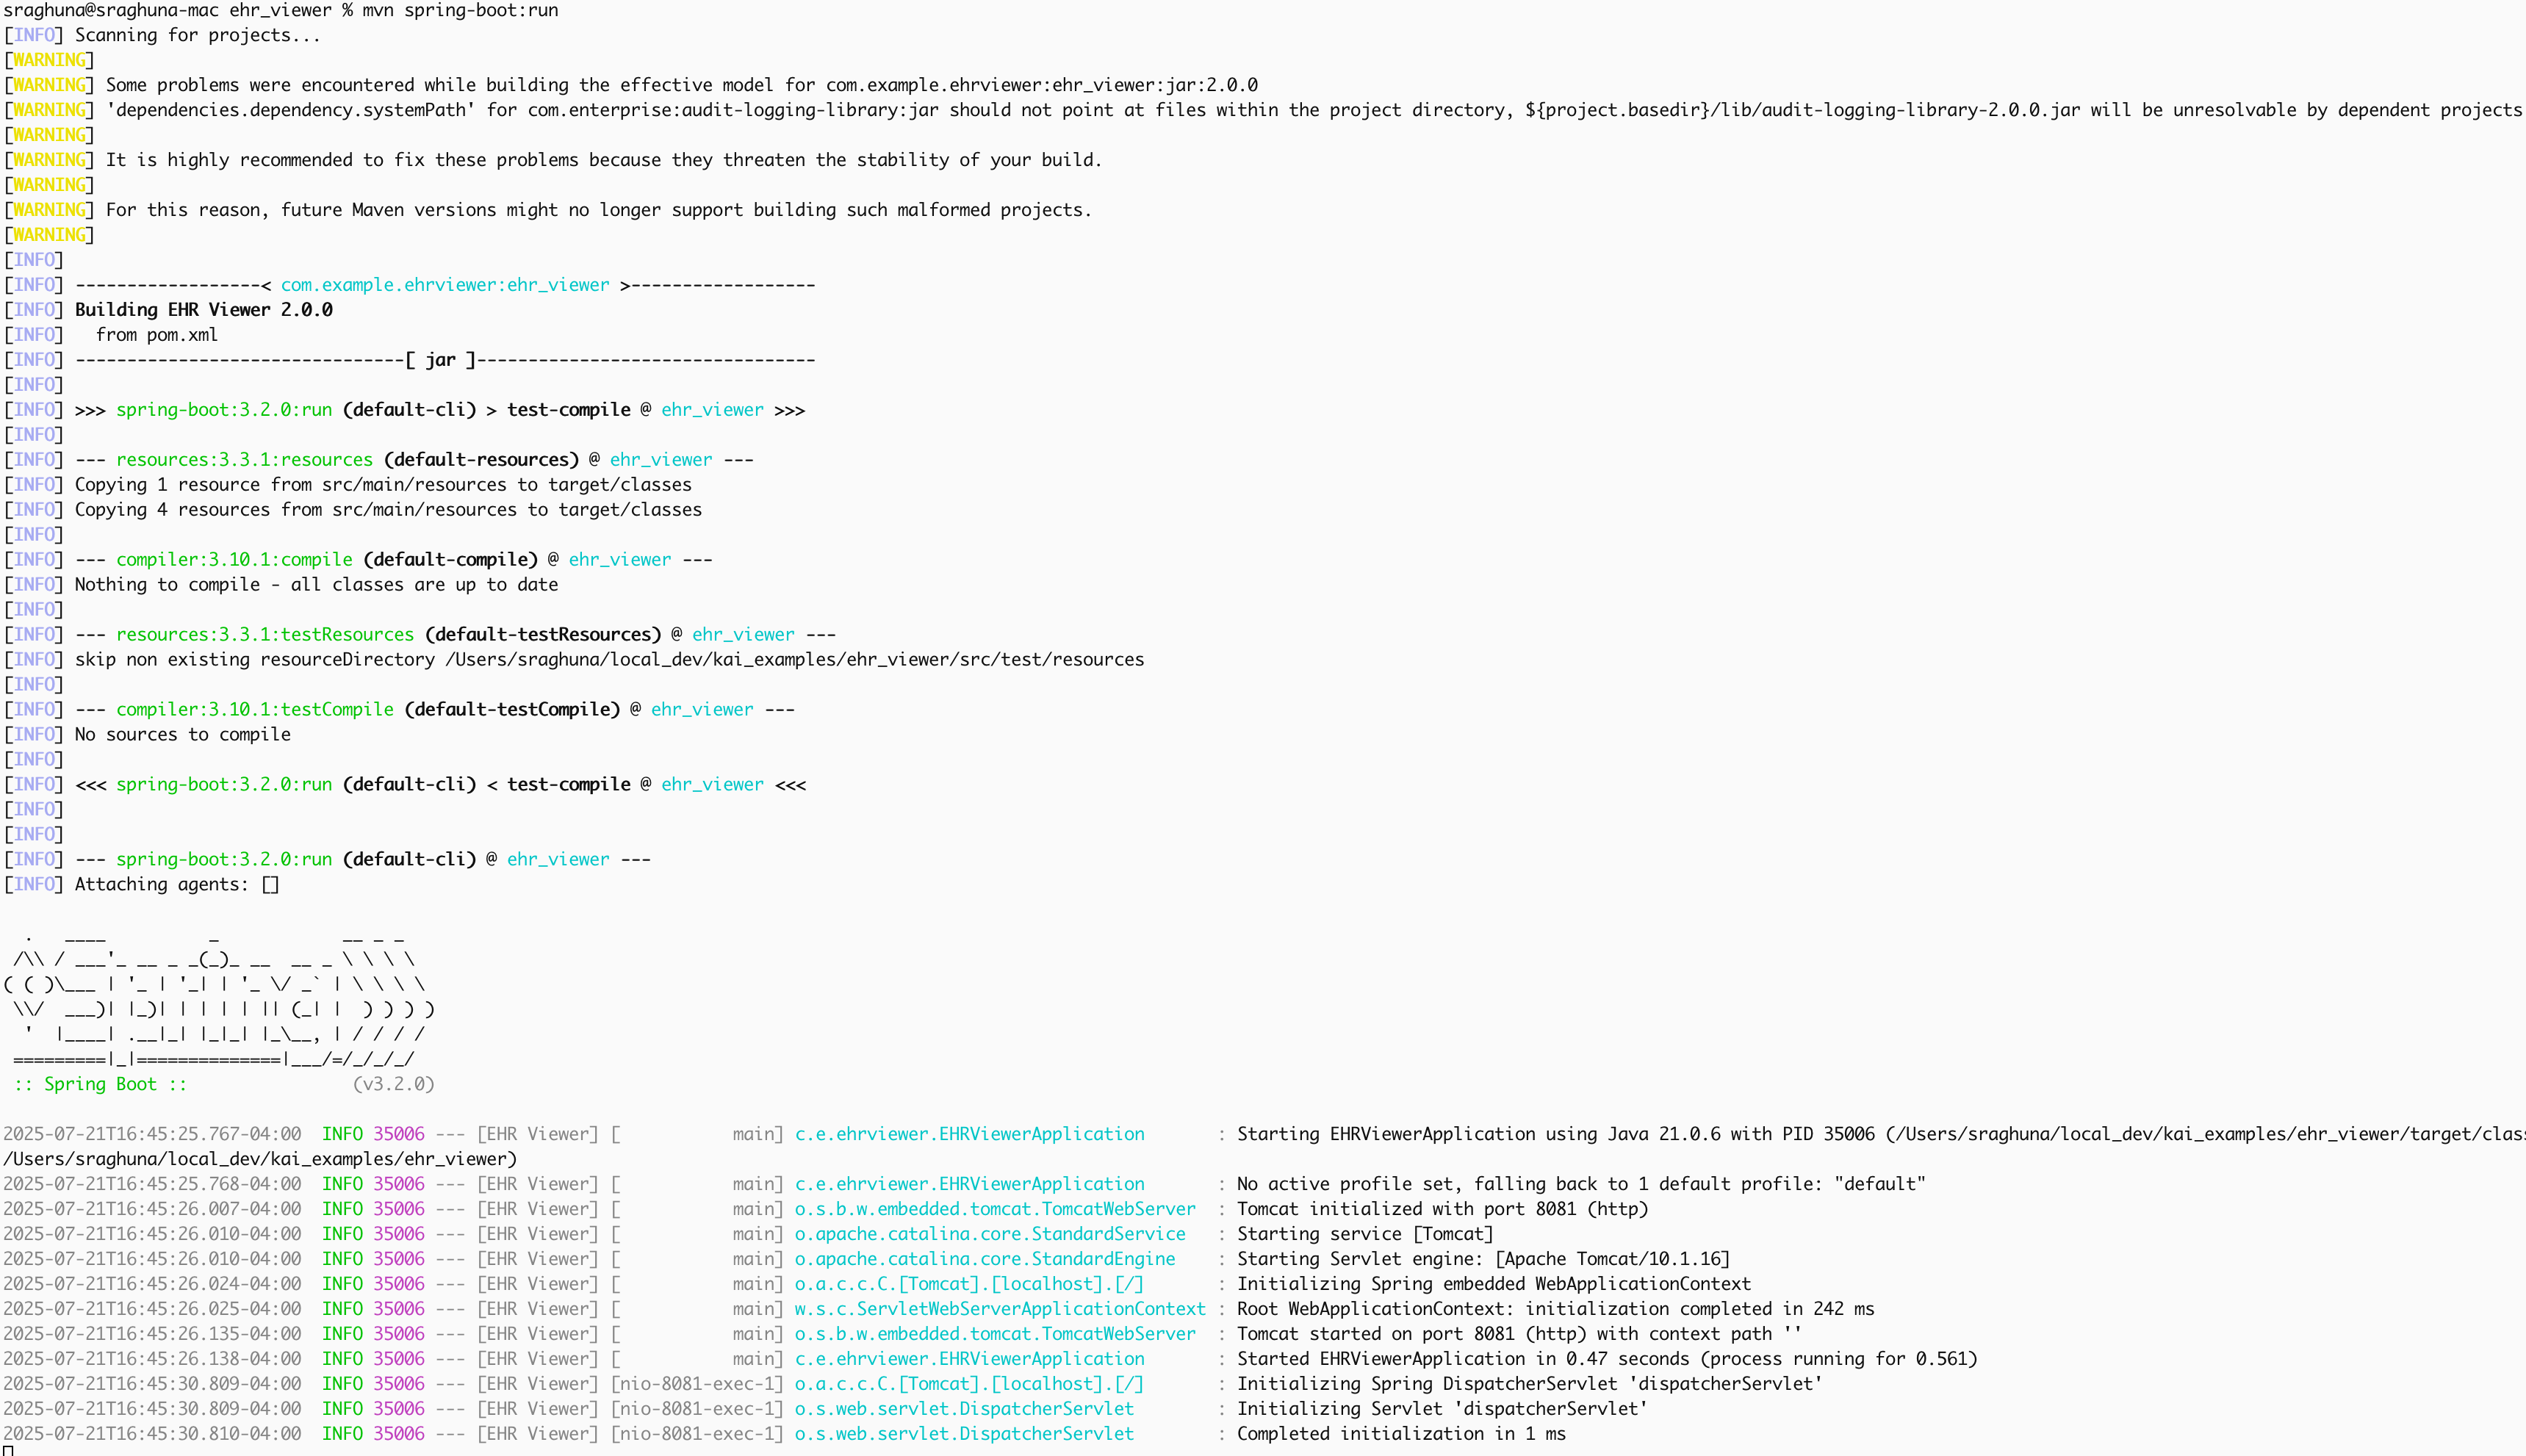 sraghuna@sraghuna-mac ehr_viewer % mvn spring-boot:run
[INFO] Scanning for projects...
[WARNING]
[WARNING] Some problems were encountered while building the effective model for com.example.ehrviewer:ehr_viewer:jar:2.0.0
[WARNING] 'dependencies.dependency.systemPath' for com.enterprise:audit-logging-library:jar should not point at files within the project directory, ${project.basedir}/lib/audit-logging-library-2.0.0.jar will be unresolvable by dependent projects
[WARNING]
[WARNING] It is highly recommended to fix these problems because they threaten the stability of your build.
[WARNING]
[WARNING] For this reason, future Maven versions might no longer support building such malformed projects.
[WARNING]
[INFO]
[INFO] ------------------< com.example.ehrviewer:ehr_viewer >------------------
[INFO] Building EHR Viewer 2.0.0
[INFO]   from pom.xml
[INFO] --------------------------------[ jar ]---------------------------------
[INFO]
[INFO] >>> spring-boot:3.2.0:run (default-cli) > test-compile @ ehr_viewer >>>
[INFO]
[INFO] --- resources:3.3.1:resources (default-resources) @ ehr_viewer ---
[INFO] Copying 1 resource from src/main/resources to target/classes
[INFO] Copying 4 resources from src/main/resources to target/classes
[INFO]
[INFO] --- compiler:3.10.1:compile (default-compile) @ ehr_viewer ---
[INFO] Nothing to compile - all classes are up to date
[INFO]
[INFO] --- resources:3.3.1:testResources (default-testResources) @ ehr_viewer ---
[INFO] skip non existing resourceDirectory /Users/sraghuna/local_dev/kai_examples/ehr_viewer/src/test/resources
[INFO]
[INFO] --- compiler:3.10.1:testCompile (default-testCompile) @ ehr_viewer ---
[INFO] No sources to compile
[INFO]
[INFO] <<< spring-boot:3.2.0:run (default-cli) < test-compile @ ehr_viewer <<<
[INFO]
[INFO]
[INFO] --- spring-boot:3.2.0:run (default-cli) @ ehr_viewer ---
[INFO] Attaching agents: []
  .   ____          _            __ _ _
 /\\ / ___'_ __ _ _(_)_ __  __ _ \ \ \ \
( ( )\___ | '_ | '_| | '_ \/ _` | \ \ \ \
 \\/  ___)| |_)| | | | | || (_| |  ) ) ) )
  '  |____| .__|_| |_|_| |_\__, | / / / /
 =========|_|==============|___/=/_/_/_/
 :: Spring Boot ::                (v3.2.0)
2025-07-21T16:45:25.767-04:00  INFO 35006 --- [EHR Viewer] [           main] c.e.ehrviewer.EHRViewerApplication       : Starting EHRViewerApplication using Java 21.0.6 with PID 35006 (/Users/sraghuna/local_dev/kai_examples/ehr_viewer/target/clas
/Users/sraghuna/local_dev/kai_examples/ehr_viewer)
2025-07-21T16:45:25.768-04:00  INFO 35006 --- [EHR Viewer] [           main] c.e.ehrviewer.EHRViewerApplication       : No active profile set, falling back to 1 default profile: "default"
2025-07-21T16:45:26.007-04:00  INFO 35006 --- [EHR Viewer] [           main] o.s.b.w.embedded.tomcat.TomcatWebServer  : Tomcat initialized with port 8081 (http)
2025-07-21T16:45:26.010-04:00  INFO 35006 --- [EHR Viewer] [           main] o.apache.catalina.core.StandardService   : Starting service [Tomcat]
2025-07-21T16:45:26.010-04:00  INFO 35006 --- [EHR Viewer] [           main] o.apache.catalina.core.StandardEngine    : Starting Servlet engine: [Apache Tomcat/10.1.16]
2025-07-21T16:45:26.024-04:00  INFO 35006 --- [EHR Viewer] [           main] o.a.c.c.C.[Tomcat].[localhost].[/]       : Initializing Spring embedded WebApplicationContext
2025-07-21T16:45:26.025-04:00  INFO 35006 --- [EHR Viewer] [           main] w.s.c.ServletWebServerApplicationContext : Root WebApplicationContext: initialization completed in 242 ms
2025-07-21T16:45:26.135-04:00  INFO 35006 --- [EHR Viewer] [           main] o.s.b.w.embedded.tomcat.TomcatWebServer  : Tomcat started on port 8081 (http) with context path ''
2025-07-21T16:45:26.138-04:00  INFO 35006 --- [EHR Viewer] [           main] c.e.ehrviewer.EHRViewerApplication       : Started EHRViewerApplication in 0.47 seconds (process running for 0.561)
2025-07-21T16:45:30.809-04:00  INFO 35006 --- [EHR Viewer] [nio-8081-exec-1] o.a.c.c.C.[Tomcat].[localhost].[/]       : Initializing Spring DispatcherServlet 'dispatcherServlet'
2025-07-21T16:45:30.809-04:00  INFO 35006 --- [EHR Viewer] [nio-8081-exec-1] o.s.web.servlet.DispatcherServlet        : Initializing Servlet 'dispatcherServlet'
2025-07-21T16:45:30.810-04:00  INFO 35006 --- [EHR Viewer] [nio-8081-exec-1] o.s.web.servlet.DispatcherServlet        : Completed initialization in 1 ms